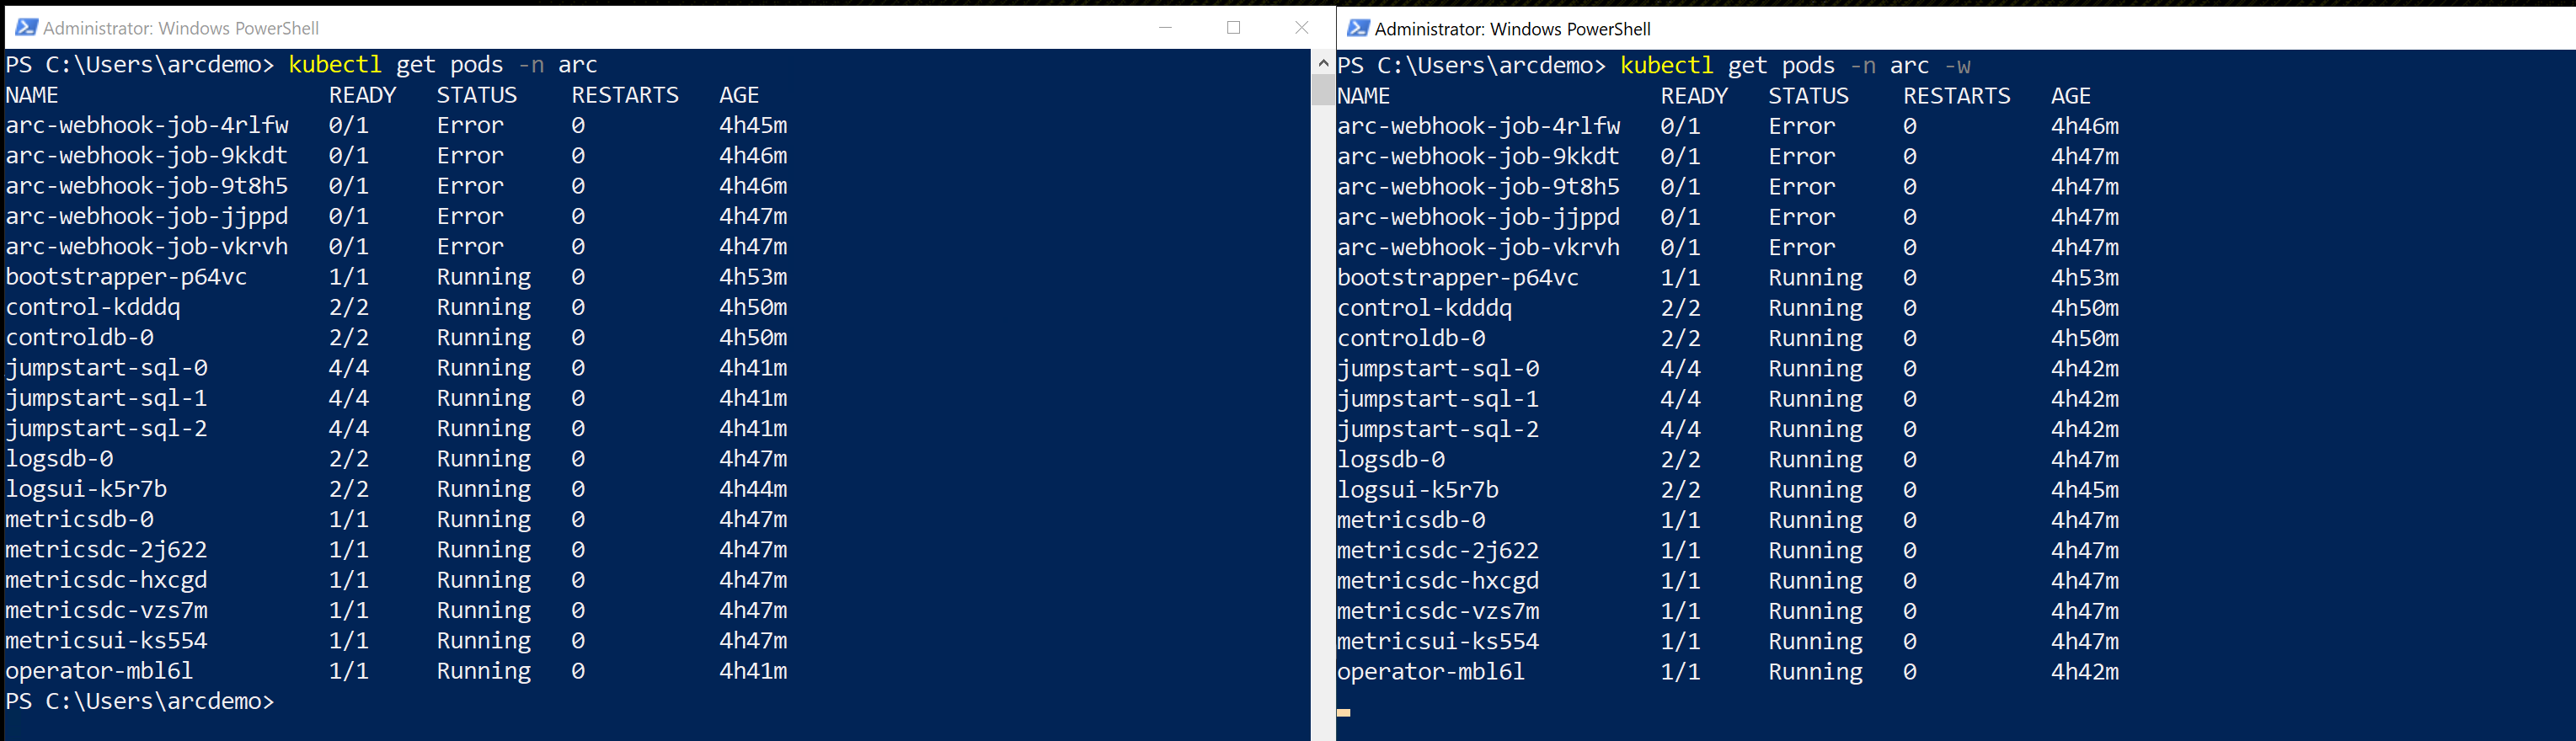 Administrator: Windows PowerShell
PS C:\Users\arcdemo> kubectl get pods -n arc
NAME READY STATUS RESTARTS AGE
arc-webhook-job-4rlfw 0/1 Error 0 4h45m
arc-webhook-job-9kkdt 0/1 Error 0 4h46m
arc-webhook-job-9t8h5 0/1 Error 0 4h46m
arc-webhook-job-jjppd 0/1 Error 0 4h47m
arc-webhook-job-vkrvh 0/1 Error 0 4h47m
bootstrapper-p64vc 1/1 Running 0 4h53m
control-kdddq 2/2 Running 0 4h50m
controldb-0 2/2 Running 0 4h50m
jumpstart-sql-0 4/4 Running 0 4h41m
jumpstart-sql-1 4/4 Running 0 4h41m
jumpstart-sql-2 4/4 Running 0 4h41m
logsdb-0 2/2 Running 0 4h47m
logsui-k5r7b 2/2 Running 0 4h44m
metricsdb-0 1/1 Running 0 4h47m
metricsdc-2j622 1/1 Running 0 4h47m
metricsdc-hxcgd 1/1 Running 0 4h47m
metricsdc-vzs7m 1/1 Running 0 4h47m
metricsui-ks554 1/1 Running 0 4h47m
operator-mbl6l 1/1 Running 0 4h41m
PS C:\Users\arcdemo>
Administrator: Windows PowerShell
PS C:\Users\arcdemo> kubectl get pods -n arc -w
NAME READY STATUS RESTARTS AGE
arc-webhook-job-4rlfw 0/1 Error 0 4h46m
arc-webhook-job-9kkdt 0/1 Error 0 4h47m
arc-webhook-job-9t8h5 0/1 Error 0 4h47m
arc-webhook-job-jjppd 0/1 Error 0 4h47m
arc-webhook-job-vkrvh 0/1 Error 0 4h47m
bootstrapper-p64vc 1/1 Running 0 4h53m
control-kdddq 2/2 Running 0 4h50m
controldb-0 2/2 Running 0 4h50m
jumpstart-sql-0 4/4 Running 0 4h42m
jumpstart-sql-1 4/4 Running 0 4h42m
jumpstart-sql-2 4/4 Running 0 4h42m
logsdb-0 2/2 Running 0 4h47m
logsui-k5r7b 2/2 Running 0 4h45m
metricsdb-0 1/1 Running 0 4h47m
metricsdc-2j622 1/1 Running 0 4h47m
metricsdc-hxcgd 1/1 Running 0 4h47m
metricsdc-vzs7m 1/1 Running 0 4h47m
metricsui-ks554 1/1 Running 0 4h47m
operator-mbl6l 1/1 Running 0 4h42m